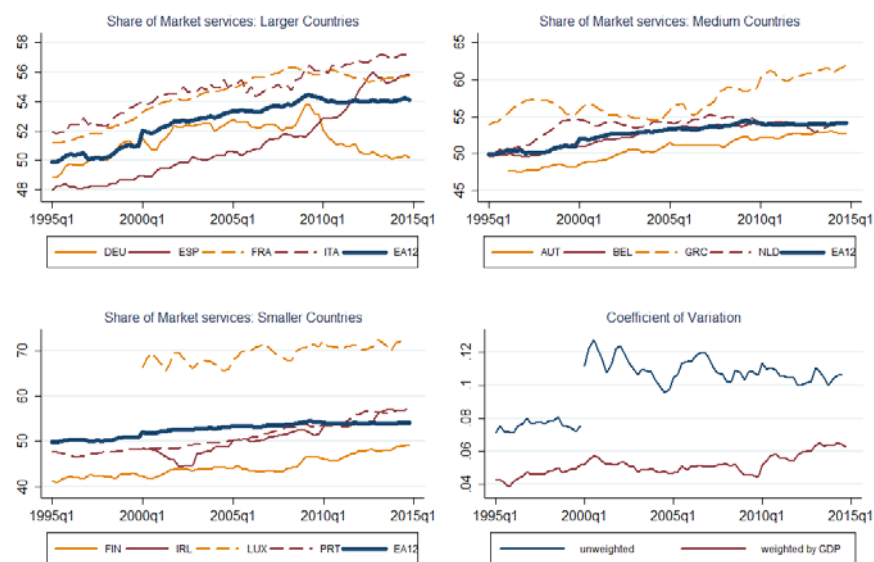 Share of Market services: Larger Countries
58
56
54
52
50
48
1995q1 2000q1 2005q1 2010q1 2015q1
DEU ESP FRA ITA EA12
Share of Market services: Medium Countries
65
60
55
50
45
1995q1 2000q1 2005q1 2010q1 2015q1
AUT BEL GRC NLD EA12
Share of Market services: Smaller Countries
70
60
50
40
1995q1 2000q1 2005q1 2010q1 2015q1
FIN IRL LUX PRT EA12
Coefficient of Variation
.12
.1
.08
.06
.04
1995q1 2000q1 2005q1 2010q1 2015q1
unweighted weighted by GDP